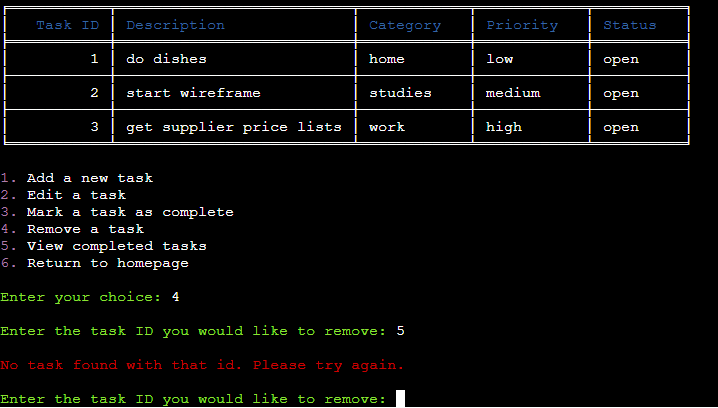 Task ID Description Category Priority Status
1 do dishes home low open
2 start wireframe studies medium open
3 get supplier price lists work high open
1. Add a new task
2. Edit a task
3. Mark a task as complete
4. Remove a task
5. View completed tasks
6. Return to homepage
Enter your choice: 4
Enter the task ID you would like to remove: 5
No task found with that id. Please try again.
Enter the task ID you would like to remove: